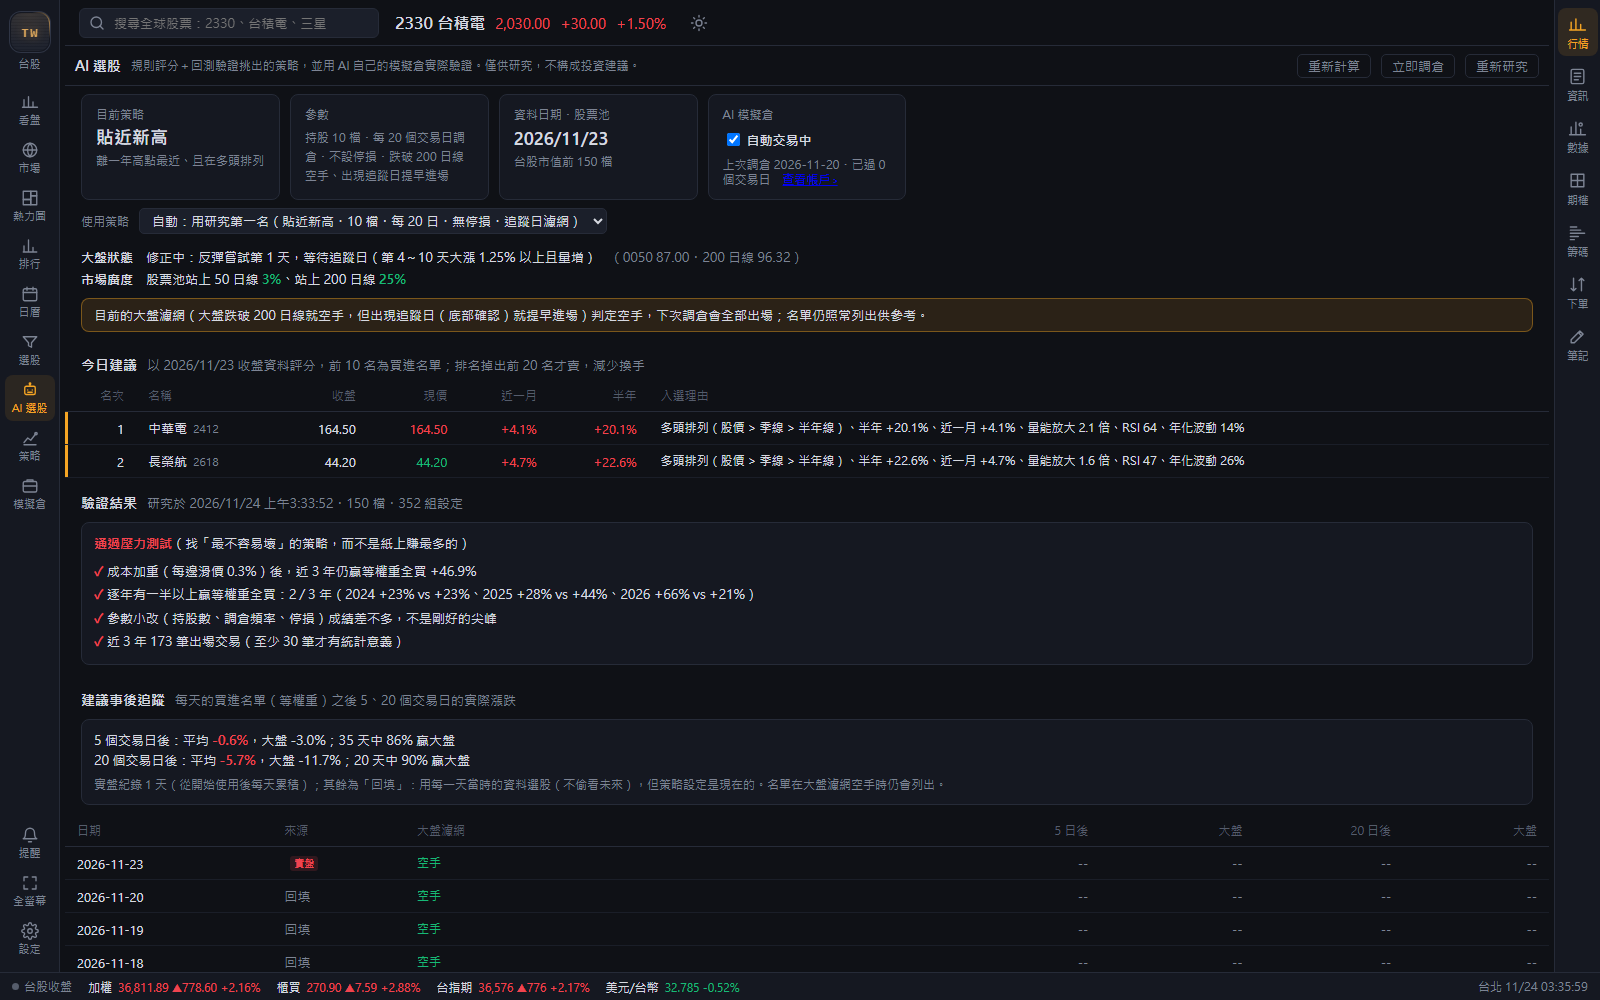 TW
台股
看盤
市場
熱力圖
排行
日曆
選股
AI 選股
策略
模擬倉
提醒
全螢幕
設定
搜尋全球股票：2330、台積電、三星
2330 台積電 2,030.00 +30.00 +1.50%
AI 選股 規則評分＋回測驗證挑出的策略，並用 AI 自己的模擬倉實際驗證。僅供研究，不構成投資建議。
重新計算 立即調倉 重新研究
目前策略
貼近新高
離一年高點最近、且在多頭排列
參數
持股 10 檔．每 20 個交易日調
倉．不設停損．跌破 200 日線
空手、出現追蹤日提早進場
資料日期．股票池
2026/11/23
台股市值前 150 檔
AI 模擬倉
自動交易中
上次調倉 2026-11-20．已過 0
個交易日
使用策略 自動：用研究第一名（貼近新高．10 檔．每 20 日．無停損．追蹤日濾網）
大盤狀態 修正中：反彈嘗試第 1 天，等待追蹤日（第 4～10 天大漲 1.25% 以上且量增） （0050 87.00．200 日線 96.32）
市場廣度 股票池站上 50 日線 3%、站上 200 日線 25%
目前的大盤濾網（大盤跌破 200 日線就空手，但出現追蹤日（底部確認）就提早進場）判定空手，下次調倉會全部出場；名單仍照常列出供參考。
今日建議 以 2026/11/23 收盤資料評分，前 10 名為買進名單；排名掉出前 20 名才賣，減少換手
名次 名稱 收盤 現價 近一月 半年 入選理由
1 中華電 2412 164.50 164.50 +4.1% +20.1% 多頭排列（股價 > 季線 > 半年線）、半年 +20.1%、近一月 +4.1%、量能放大 2.1 倍、RSI 64、年化波動 14%
2 長榮航 2618 44.20 44.20 +4.7% +22.6% 多頭排列（股價 > 季線 > 半年線）、半年 +22.6%、近一月 +4.7%、量能放大 1.6 倍、RSI 47、年化波動 26%
驗證結果 研究於 2026/11/24 上午3:33:52．150 檔．352 組設定
通過壓力測試（找「最不容易壞」的策略，而不是紙上賺最多的）
✓ 成本加重（每邊滑價 0.3%）後，近 3 年仍贏等權重全買 +46.9%
✓ 逐年有一半以上贏等權重全買：2 / 3 年（2024 +23% vs +23%、2025 +28% vs +44%、2026 +66% vs +21%）
✓ 參數小改（持股數、調倉頻率、停損）成績差不多，不是剛好的尖峰
✓ 近 3 年 173 筆出場交易（至少 30 筆才有統計意義）
建議事後追蹤 每天的買進名單（等權重）之後 5、20 個交易日的實際漲跌
5 個交易日後：平均 -0.6%，大盤 -3.0%；35 天中 86% 贏大盤
20 個交易日後：平均 -5.7%，大盤 -11.7%；20 天中 90% 贏大盤
實盤紀錄 1 天（從開始使用後每天累積）；其餘為「回填」：用每一天當時的資料選股（不偷看未來），但策略設定是現在的。名單在大盤濾網空手時仍會列出。
日期 來源 大盤濾網 5 日後 大盤 20 日後 大盤
2026-11-23 實盤 空手 -- -- -- --
2026-11-20 回填 空手 -- -- -- --
2026-11-19 回填 空手 -- -- -- --
2026-11-18 回填 空手 -- -- -- --
行情
資訊
數據
期權
籌碼
下單
筆記
台股收盤 加權 36,811.89 ▲778.60 +2.16% 櫃買 270.90 ▲7.59 +2.88% 台指期 36,576 ▲776 +2.17% 美元/台幣 32.785 -0.52% 台北 11/24 03:35:59